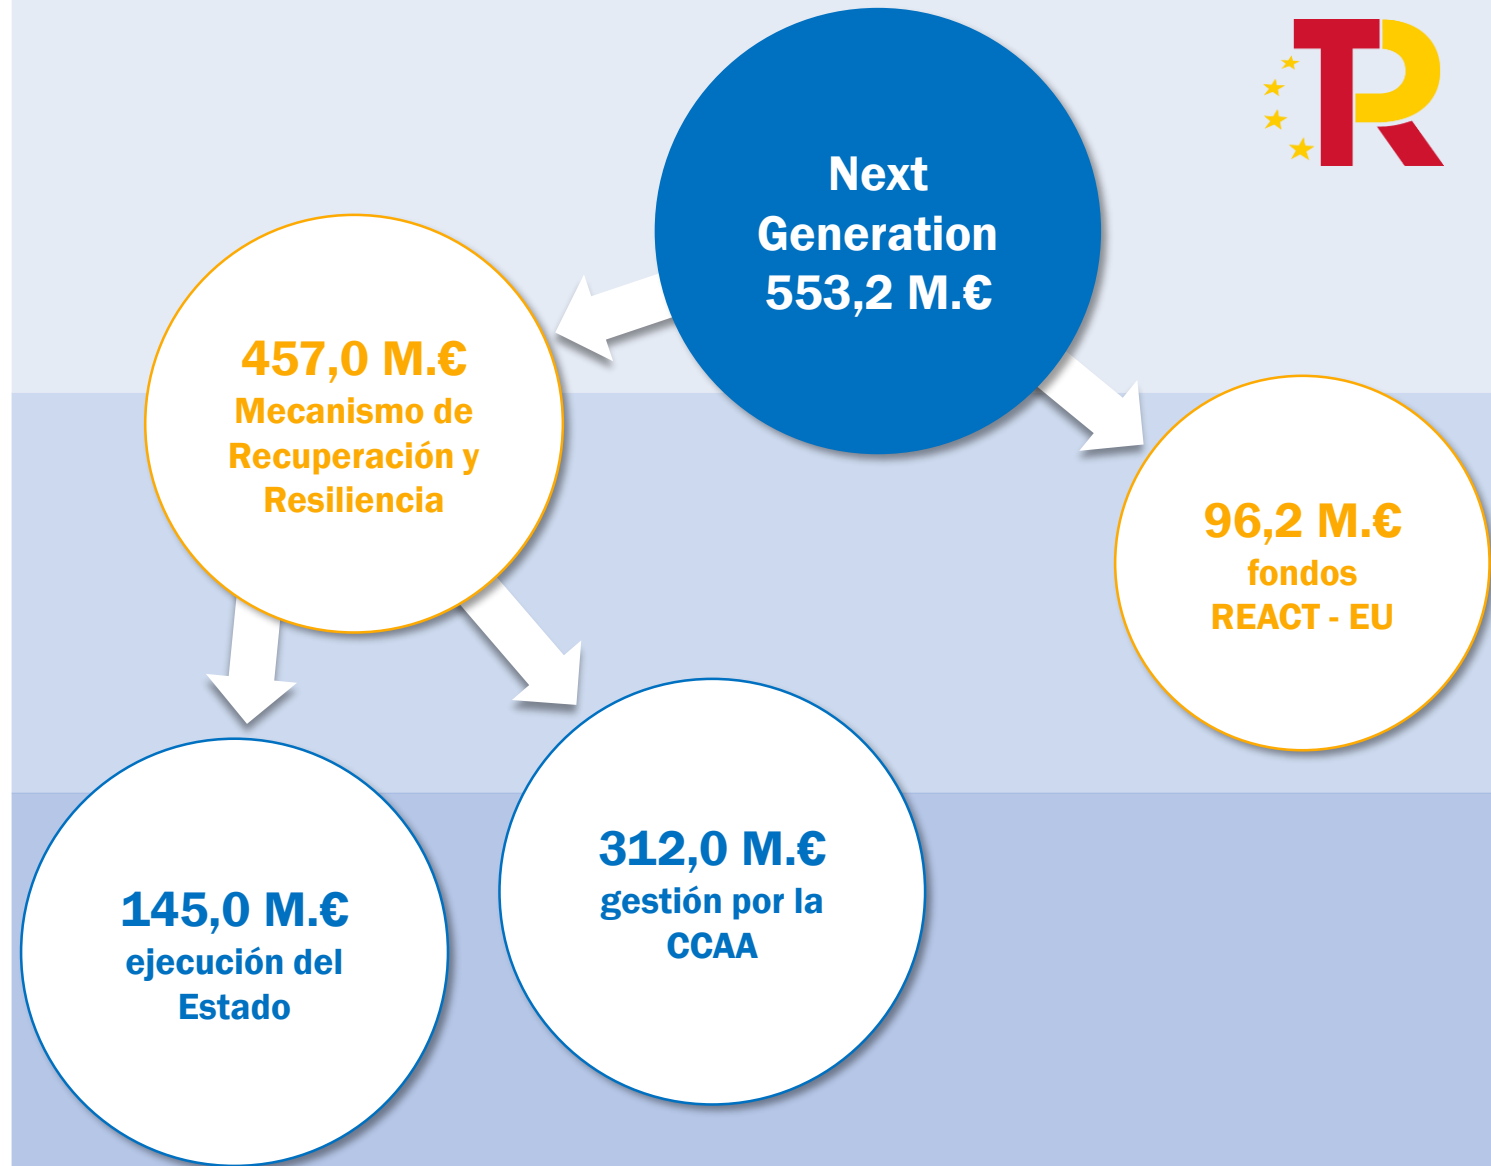 Next
Generation
553,2 M.€
457,0 M.€
Mecanismo de
Recuperación y
Resiliencia
96,2 M.€
fondos
REACT - EU
312,0 M.€
gestión por la
CCAA
145,0 M.€
ejecución del
Estado
TR